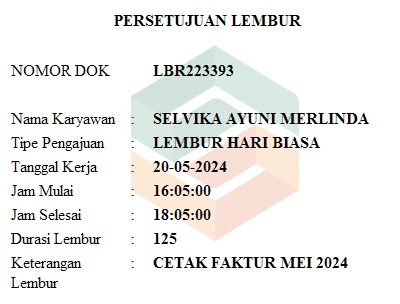 PERSETUJUAN LEMBUR
NOMOR DOK LBR223393
Nama Karyawan : SELVIKA AYUNI MERLINDA
Tipe Pengajuan : LEMBUR HARI BIASA
Tanggal Kerja : 20-05-2024
Jam Mulai : 16:05:00
Jam Selesai : 18:05:00
Durasi Lembur : 125
Keterangan : CETAK FAKTUR MEI 2024
Lembur